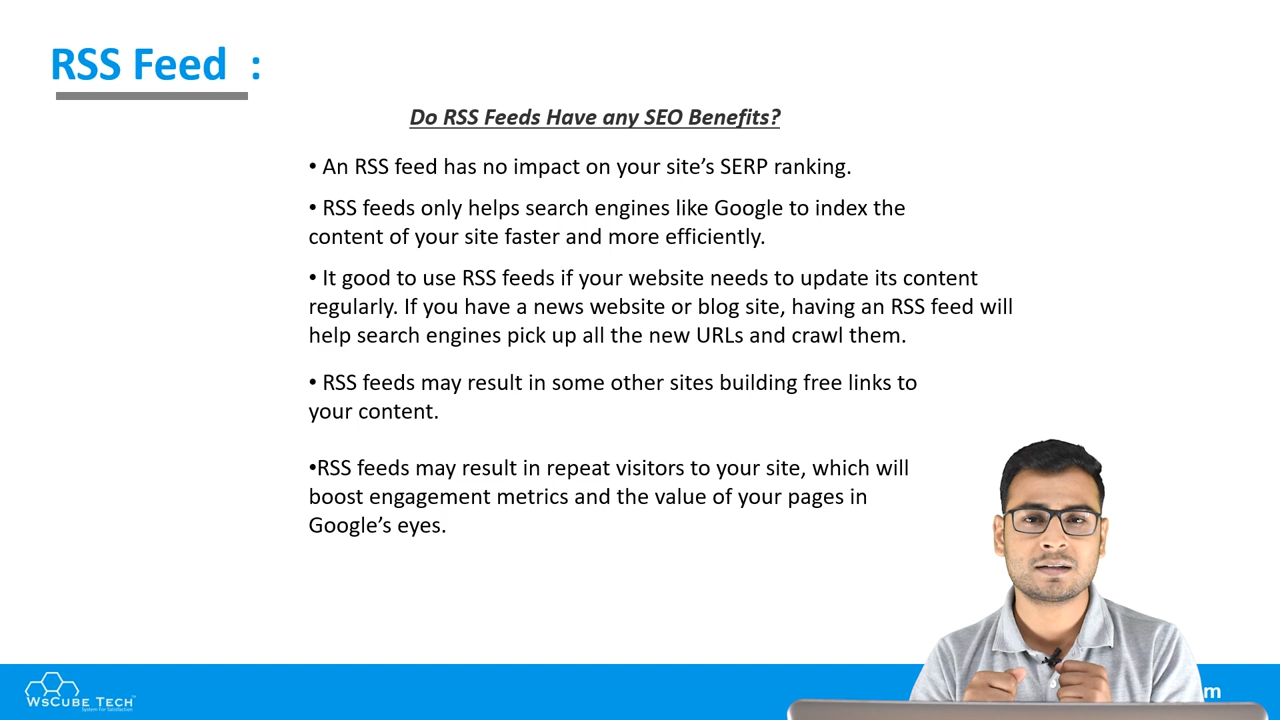 RSS Feed :
Do RSS Feeds Have any SEO Benefits?
• An RSS feed has no impact on your site’s SERP ranking.
• RSS feeds only helps search engines like Google to index the
content of your site faster and more efficiently.
• It good to use RSS feeds if your website needs to update its content
regularly. If you have a news website or blog site, having an RSS feed will
help search engines pick up all the new URLs and crawl them.
• RSS feeds may result in some other sites building free links to
your content.
•RSS feeds may result in repeat visitors to your site, which will
boost engagement metrics and the value of your pages in
Google’s eyes.
WsCube Tech
System For Satisfaction
m